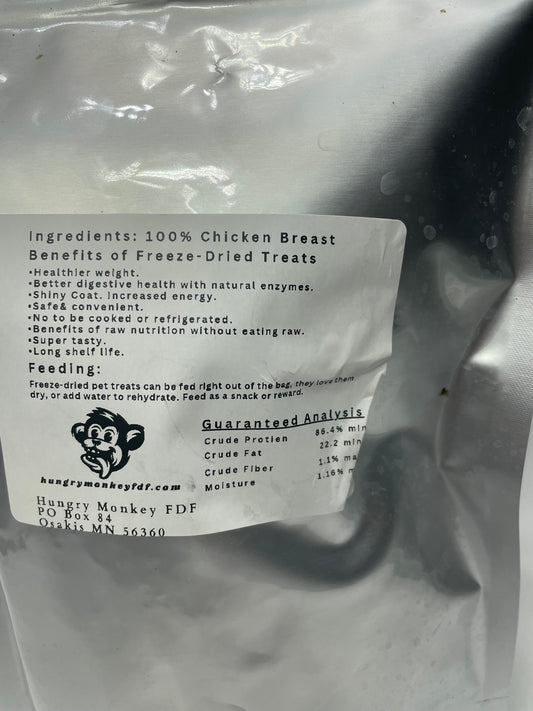 Ingredients: 100% Chicken Breast
Benefits of Freeze-Dried Treats
•Healthier weight.
•Better digestive health with natural enzymes.
•Shiny Coat. Increased energy.
•Safe& convenient.
•No to be cooked or refrigerated.
•Benefits of raw nutrition without eating raw.
•Super tasty.
•Long shelf life.
Feeding:
Freeze-dried pet treats can be fed right out of the bag, they love them
dry, or add water to rehydrate. Feed as a snack or reward.
Guaranteed Analysis
Crude Protien 86.4% min
Crude Fat 22.2 min
Crude Fiber 1.1%
Moisture 1.16%
hungrymonkeyfdf.com
Hungry Monkey FDF
PO Box 84
Osakis MN 56360